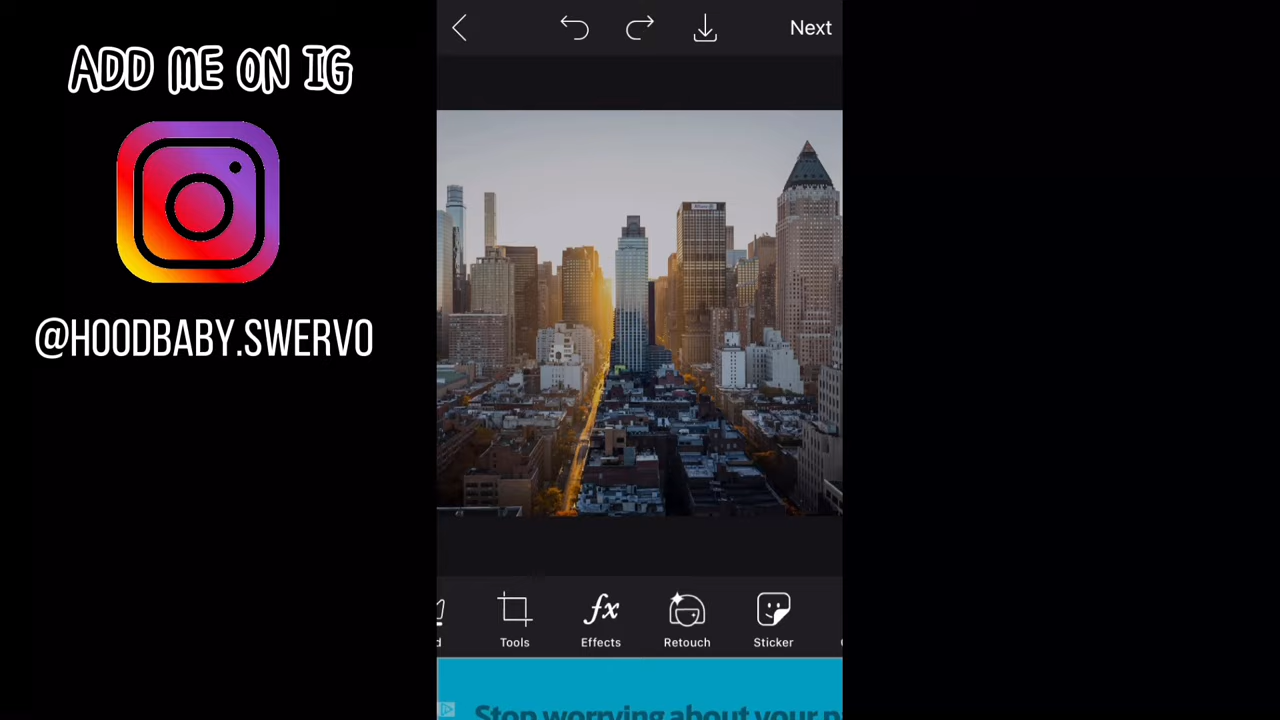 ADD ME ON IG
@HOODBABY.SWERVO
Next
Tools
Effects
Retouch
Sticker
Stop worrying about your